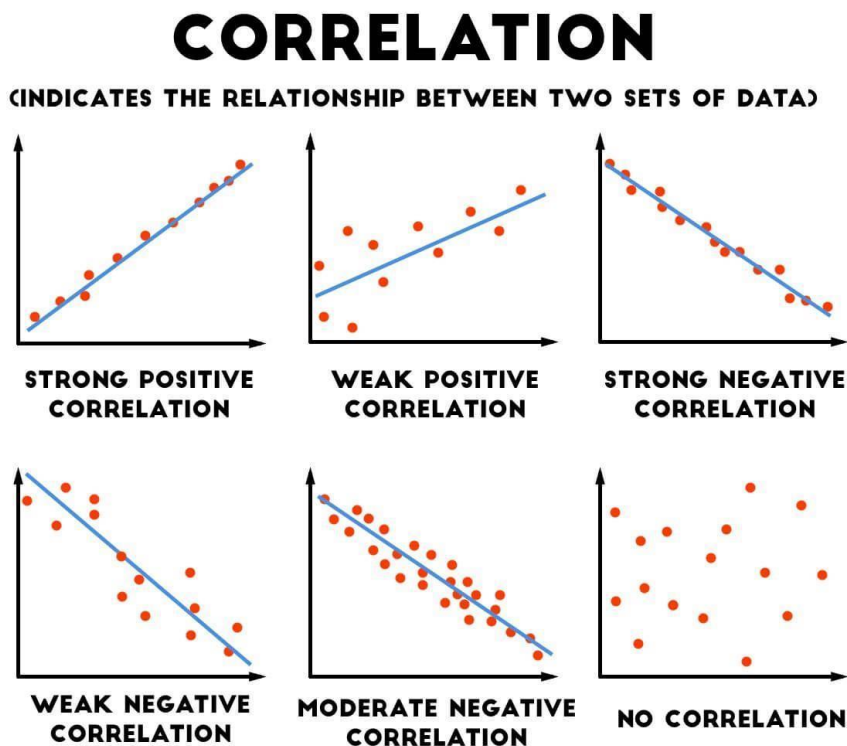 CORRELATION
(INDICATES THE RELATIONSHIP BETWEEN TWO SETS OF DATA)
STRONG POSITIVE
CORRELATION
WEAK POSITIVE
CORRELATION
STRONG NEGATIVE
CORRELATION
WEAK NEGATIVE
CORRELATION
MODERATE NEGATIVE
CORRELATION
NO CORRELATION